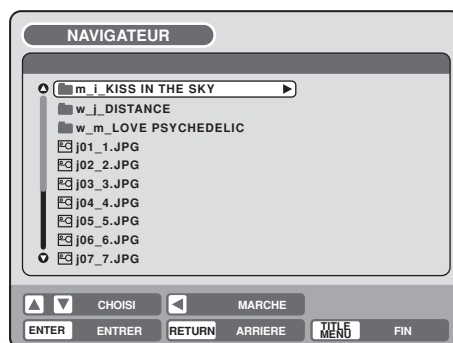 NAVIGATEUR
m_i_KISS IN THE SKY
w_j_DISTANCE
w_m_LOVE PSYCHEDELIC
j01_1.JPG
j02_2.JPG
j03_3.JPG
j04_4.JPG
j05_5.JPG
j06_6.JPG
j07_7.JPG
CHOISI MARCHE
ENTER ENTRER RETURN ARRIERE TITLE MENU FIN